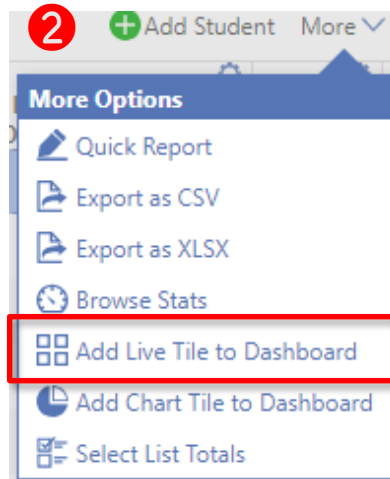 2
Add Student More
More Options
Quick Report
Export as CSV
Export as XLSX
Browse Stats
Add Live Tile to Dashboard
Add Chart Tile to Dashboard
Select List Totals